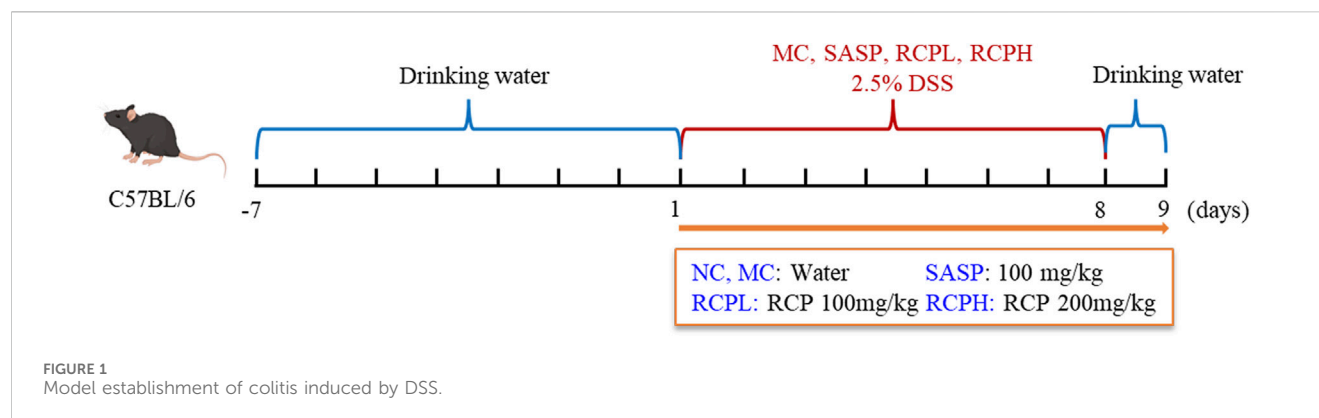 MC, SASP, RCPL, RCPH
2.5% DSS
Drinking water
Drinking water
C57BL/6
-7 1 8 9 (days)
NC, MC: Water SASP: 100 mg/kg
RCPL: RCP 100mg/kg RCPH: RCP 200mg/kg
FIGURE 1
Model establishment of colitis induced by DSS.